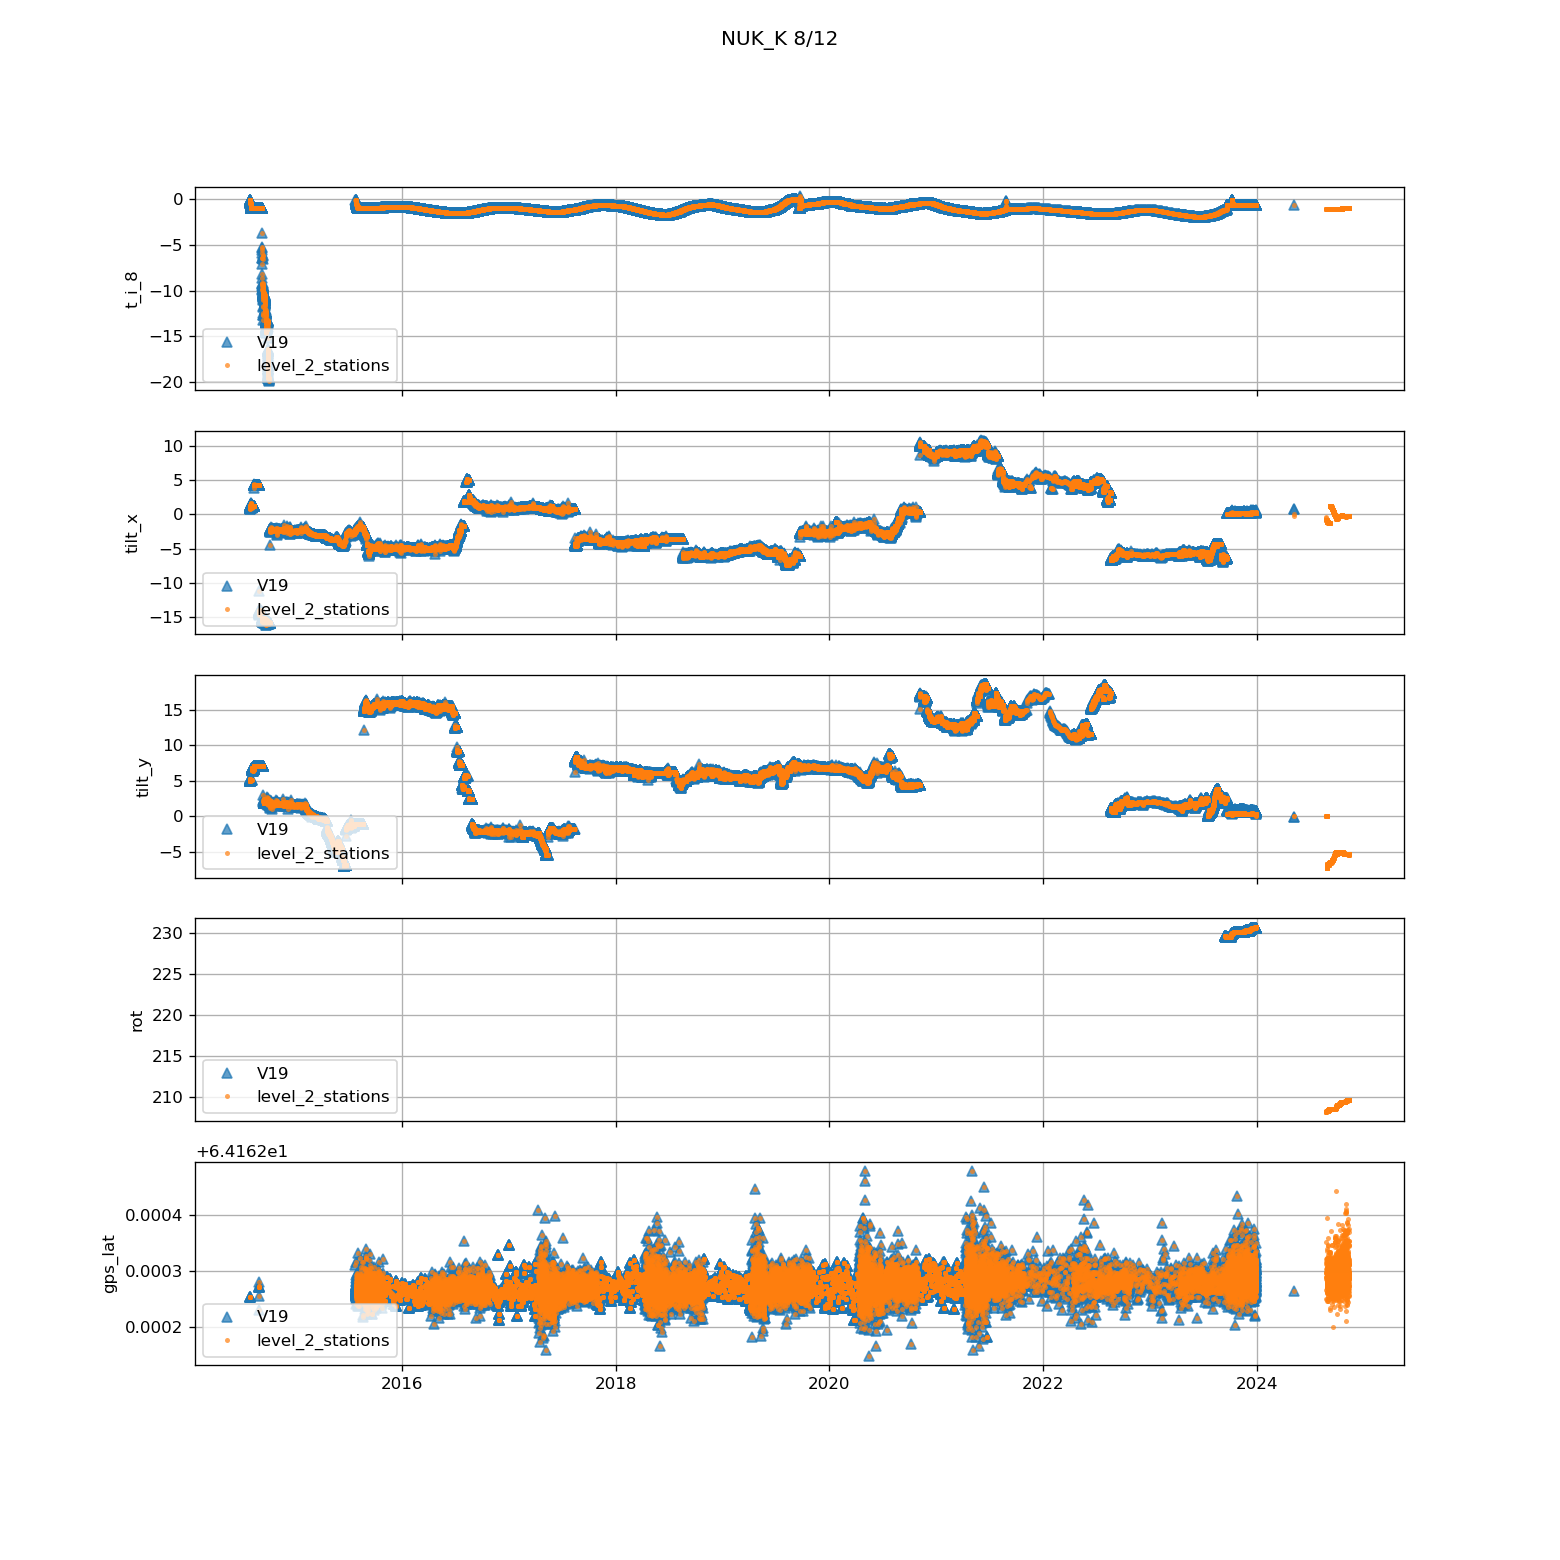 NUK_K 8/12
0
−5
−10
−15
−20
t_i_8
V19
level_2_stations
10
5
0
−5
−10
−15
tilt_x
V19
level_2_stations
15
10
5
0
−5
tilt_y
V19
level_2_stations
230
225
220
215
210
rot
V19
level_2_stations
+6.4162e1
0.0004
0.0003
0.0002
gps_lat
V19
level_2_stations
2016 2018 2020 2022 2024